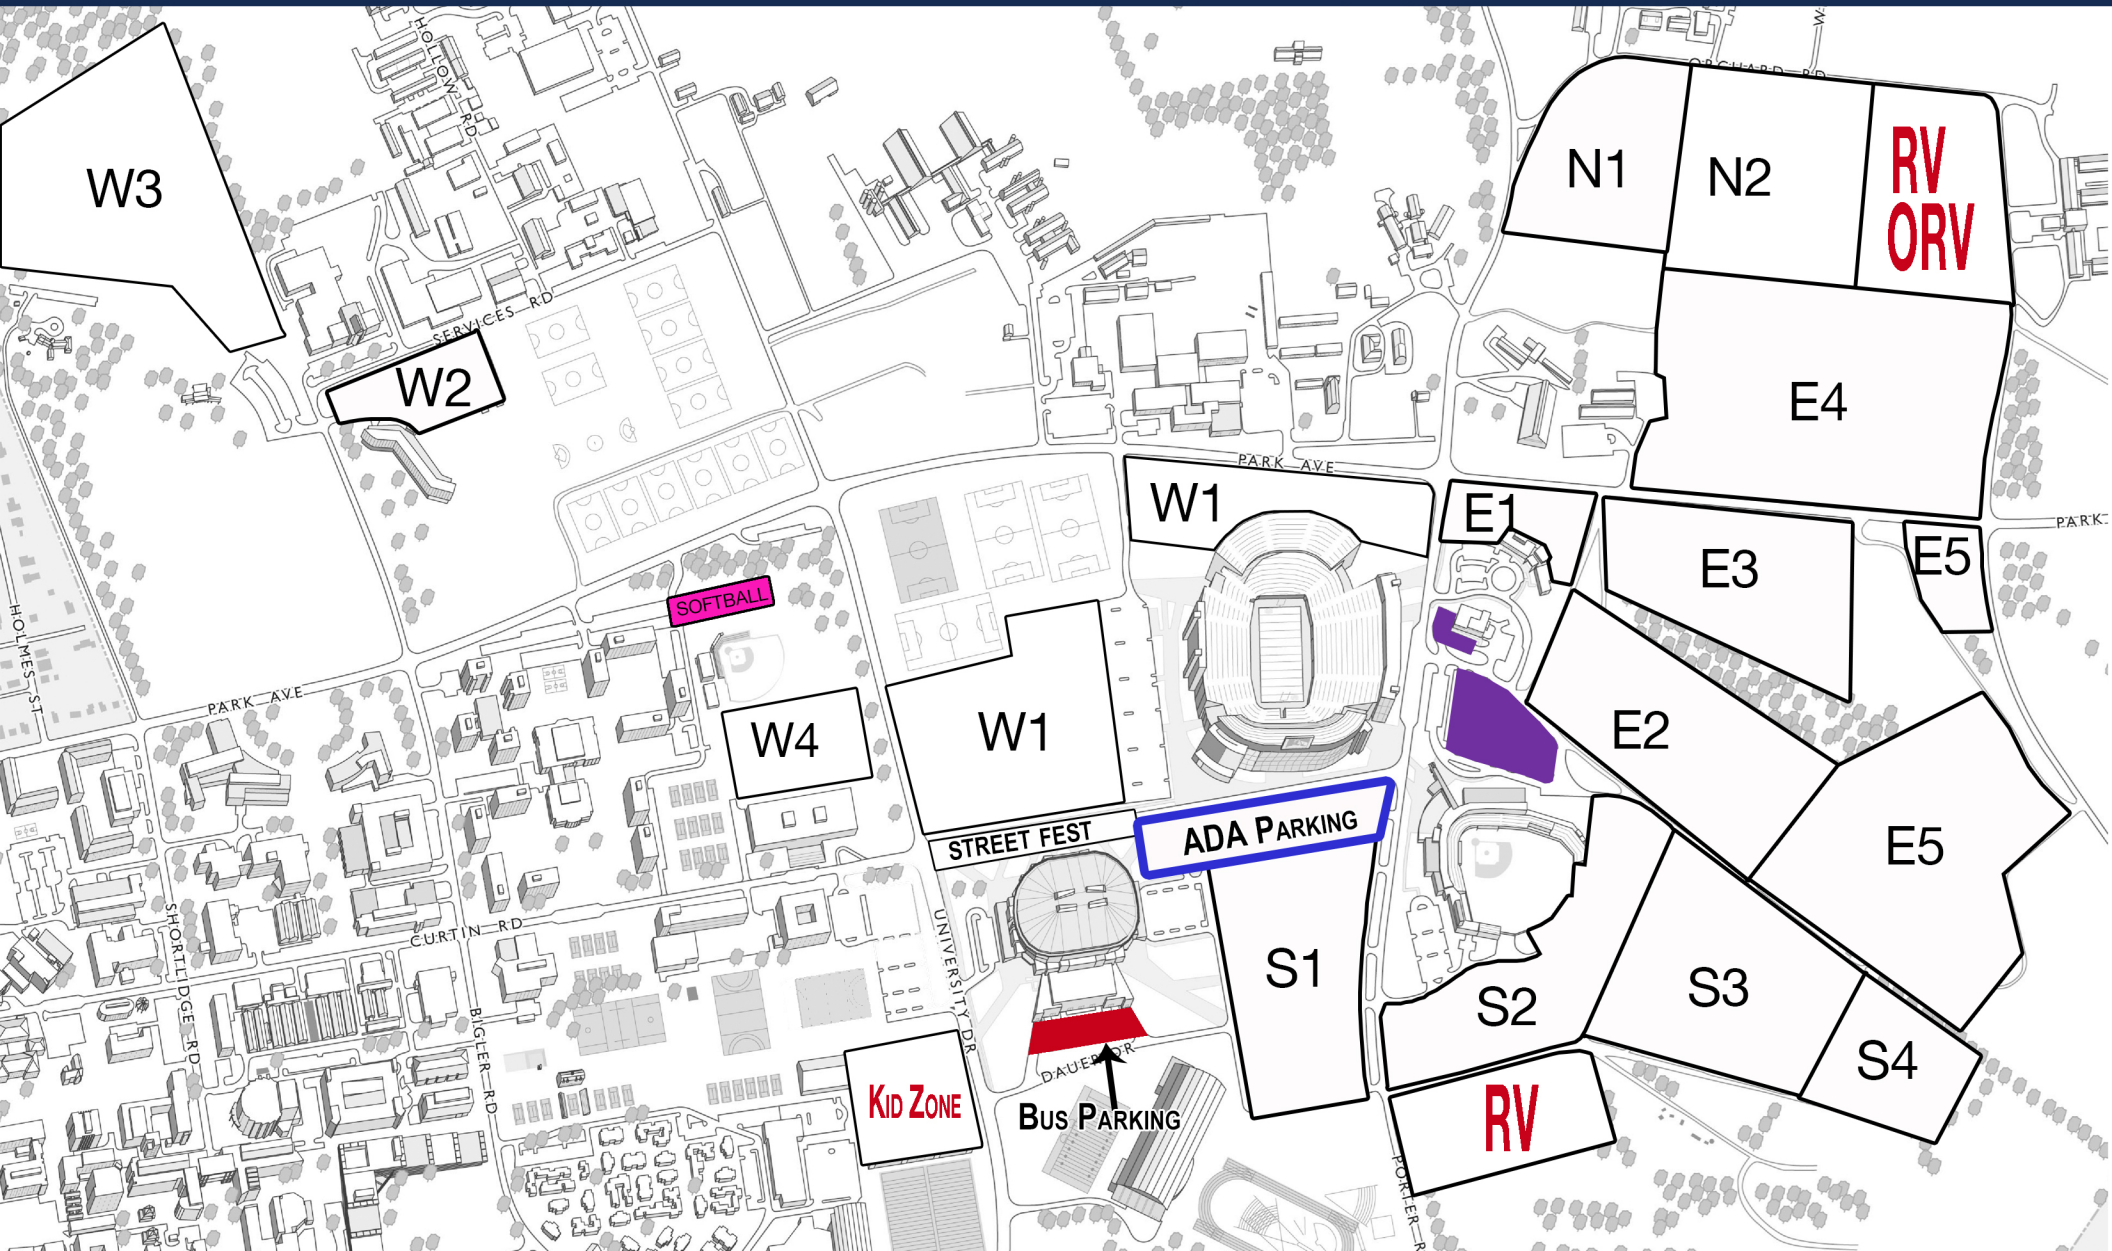 HOLLOW RD
W
ORCHARD RD
W3
N1
N2
RV
ORV
SERVICES RD
W2
E4
PARK AVE
W1
E1
E3
E5
PARK
SOFTBALL
HOLMES ST
PARK AVE
W4
W1
E2
STREET FEST
ADA PARKING
E5
SHORTLIDGE RD
CURTIN RD
UNIVERSITY DR
S1
S2
S3
BIGLER RD
DAUER DR
S4
KID ZONE
BUS PARKING
RV
PORTER R